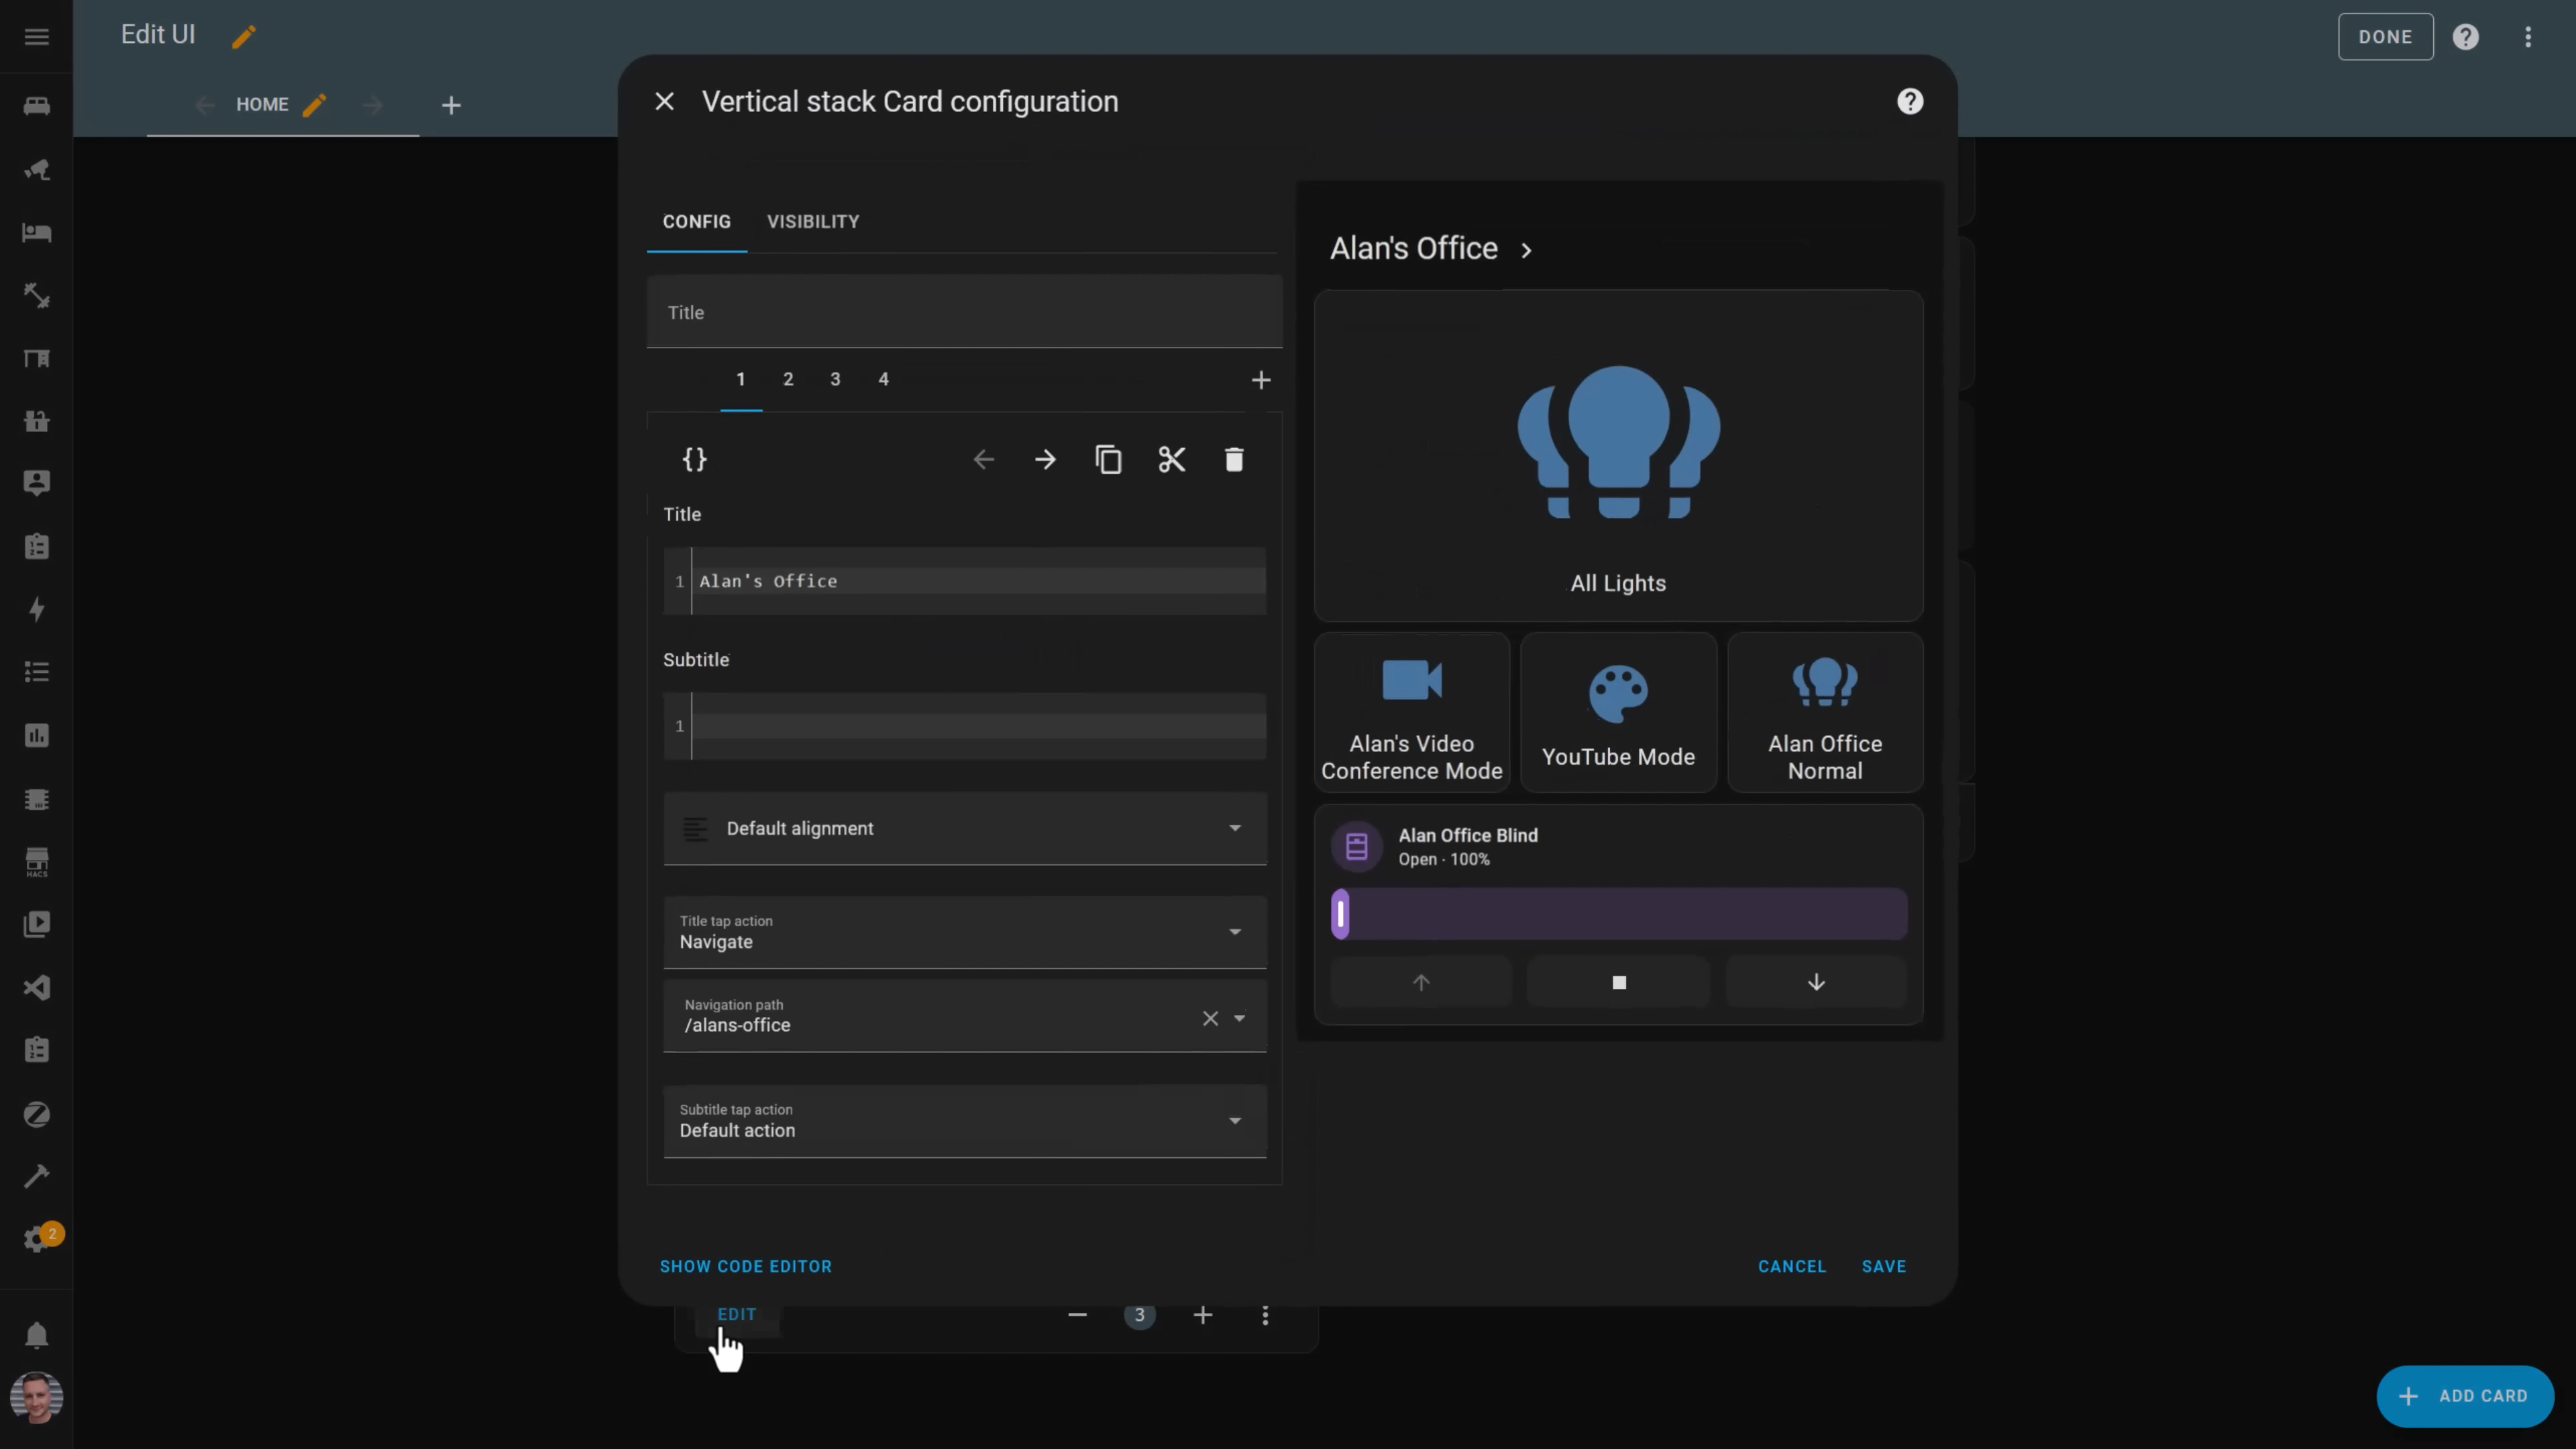 Edit UI
DONE
HOME
Vertical stack Card configuration
CONFIG
VISIBILITY
Title
1
2
3
4
{}
Title
1
Alan's Office
Subtitle
1
Default alignment
Title tap action
Navigate
Navigation path
/alans-office
Subtitle tap action
Default action
Alan's Office
All Lights
Alan's Video
Conference Mode
YouTube Mode
Alan Office
Normal
Alan Office Blind
Open · 100%
SHOW CODE EDITOR
CANCEL
SAVE
EDIT
3
HACS
2
ADD CARD